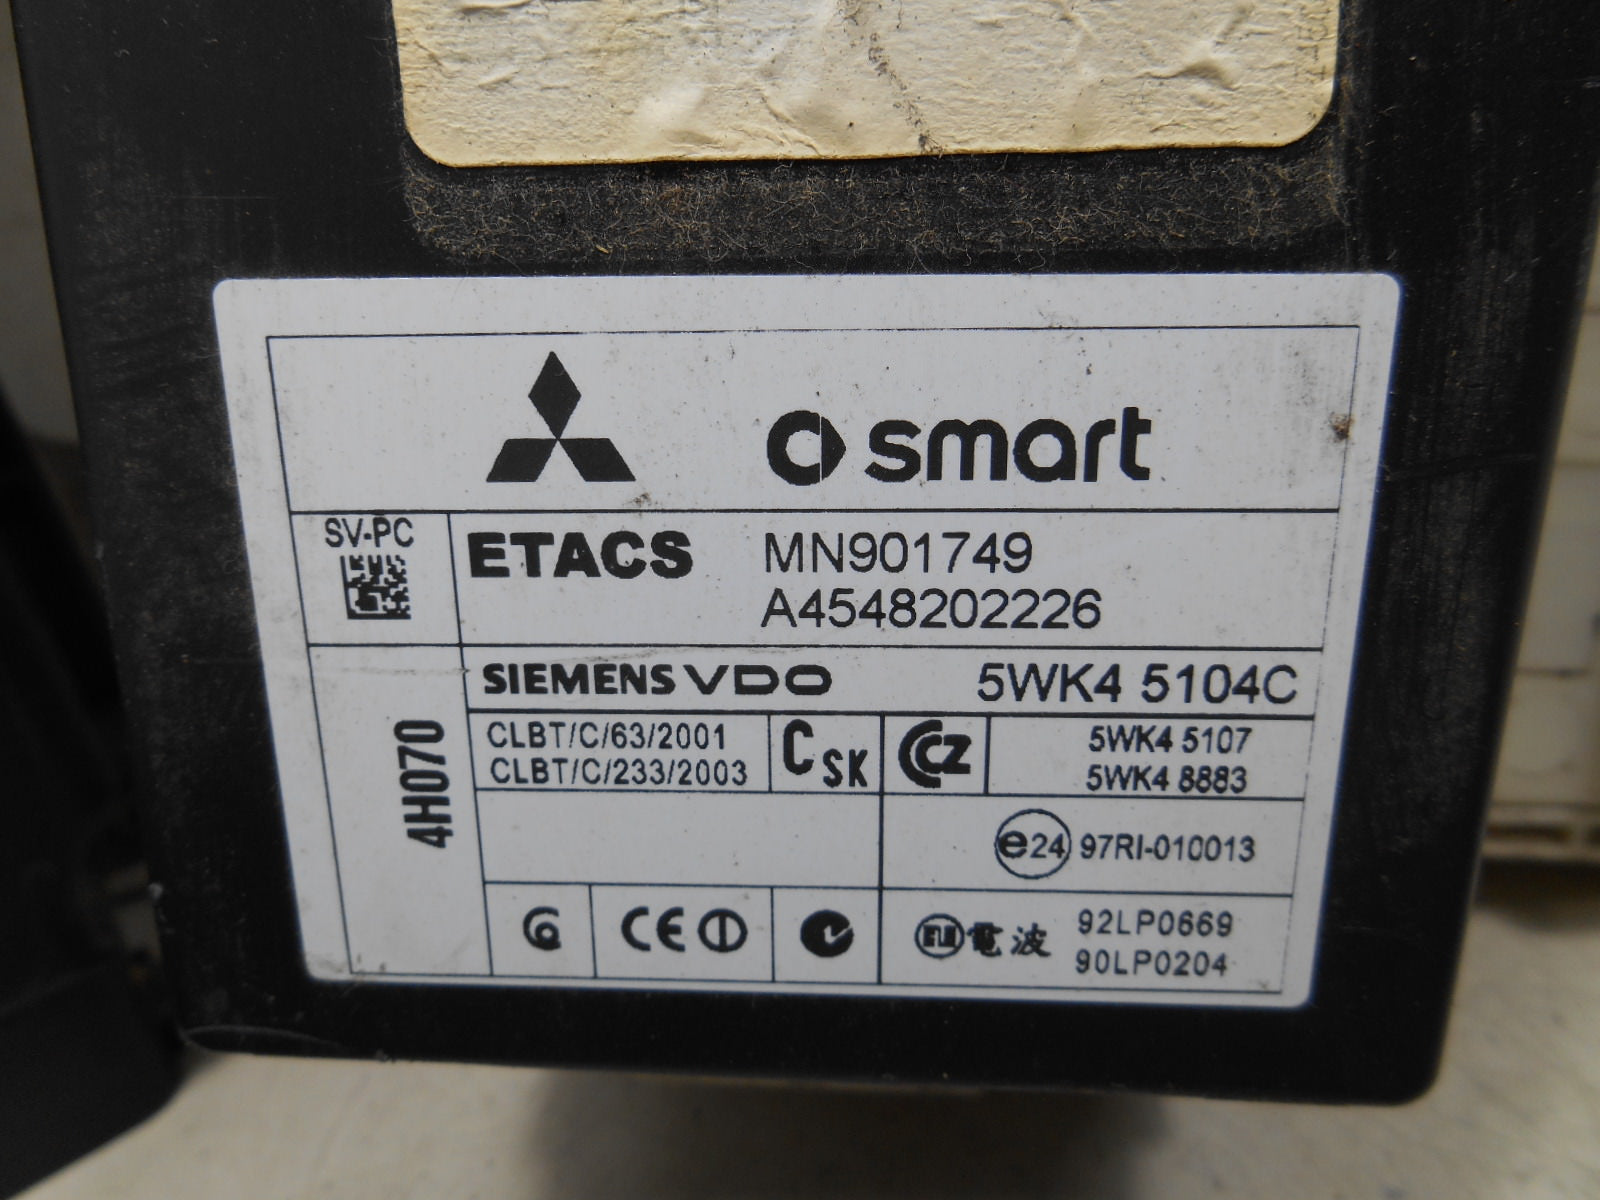 smart
SV-PC
ETACS MN901749
A4548202226
SIEMENS VDO 5WK4 5104C
4H070
CLBT/C/63/2001
CLBT/C/233/2003
CSK
5WK4 5107
5WK4 8883
e24 97RI-010013
CE
電波 92LP0669
90LP0204